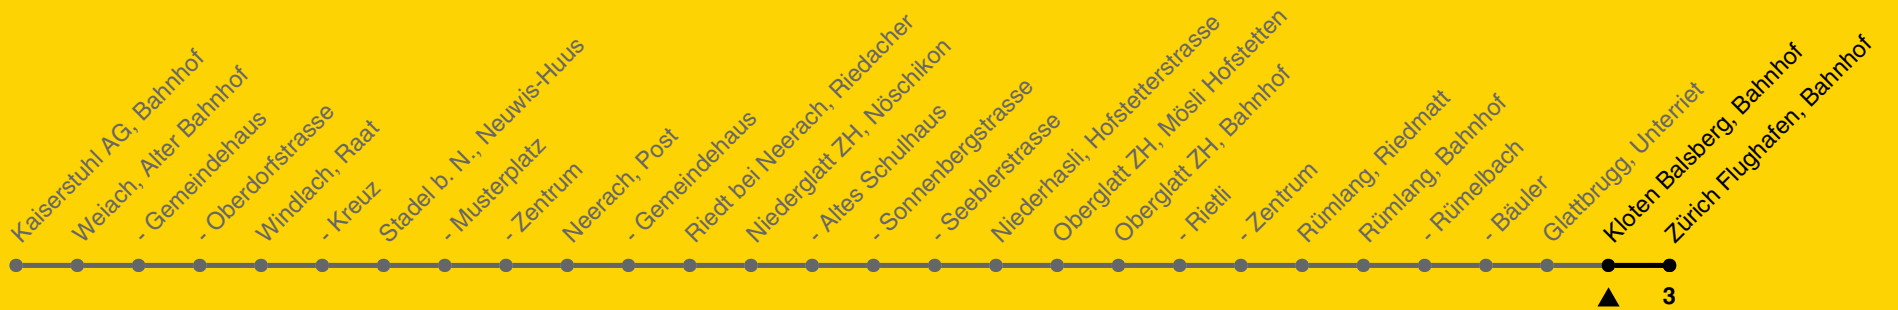 Kaiserstuhl AG, Bahnhof
Weiach, Alter Bahnhof
- Gemeindehaus
- Oberdorfstrasse
Windlach, Raat
- Kreuz
Stadel b. N., Neuwis-Huus
- Musterplatz
- Zentrum
Neerach, Post
- Gemeindehaus
Riedt bei Neerach, Riedacher
Niederglatt ZH, Nöschikon
- Altes Schulhaus
- Sonnenbergstrasse
- Seeblerstrasse
Niederhasli, Hofstetterstrasse
Oberglatt ZH, Mösli Hofstetten
Oberglatt ZH, Bahnhof
- Rietli
- Zentrum
Rümlang, Riedmatt
Rümlang, Bahnhof
- Rümelbach
- Bäuler
Glattbrugg, Unterriet
Kloten Balsberg, Bahnhof
Zürich Flughafen, Bahnhof
3